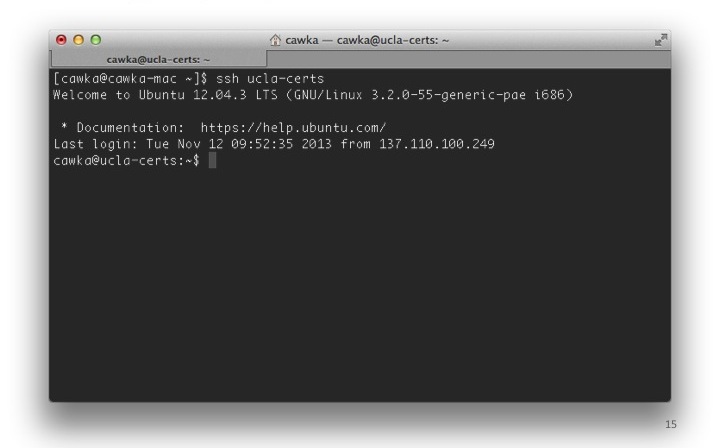 cawka — cawka@ucla-certs: ~
cawka@ucla-certs: ~
[cawka@cawka-mac ~]$ ssh ucla-certs
Welcome to Ubuntu 12.04.3 LTS (GNU/Linux 3.2.0-55-generic-pae i686)
* Documentation:  https://help.ubuntu.com/
Last login: Tue Nov 12 09:52:35 2013 from 137.110.100.249
cawka@ucla-certs:~$
15